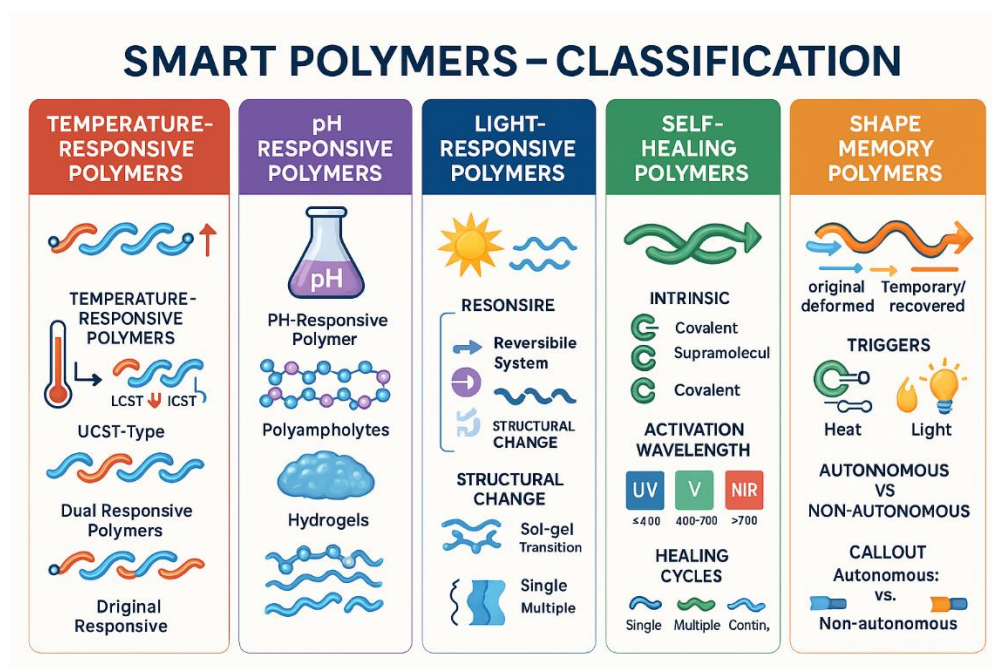 SMART POLYMERS – CLASSIFICATION
TEMPERATURE-
RESPONSIVE
POLYMERS
TEMPERATURE-
RESPONSIVE
POLYMERS
LCST ICST
UCST-Type
Dual Responsive
Polymers
Driginal
Responsive
pH
RESPONSIVE
POLYMERS
pH
PH-Responsive
Polymer
Polyampholytes
Hydrogels
LIGHT-
RESPONSIVE
POLYMERS
RESONSIRE
Reversibile
System
STRUCTURAL
CHANGE
STRUCTURAL
CHANGE
Sol-gel
Transition
Single
Multiple
SELF-
HEALING
POLYMERS
INTRINSIC
Covalent
Supramolecul
Covalent
ACTIVATION
WAVELENGTH
UV V NIR
≤400 400-700 >700
HEALING
CYCLES
Single Multiple Contin,
SHAPE
MEMORY
POLYMERS
original Temporary/
deformed recovered
TRIGGERS
Heat Light
AUTONNOMOUS
VS
NON-AUTONOMOUS
CALLOUT
Autonomous:
vs.
Non-autonomous